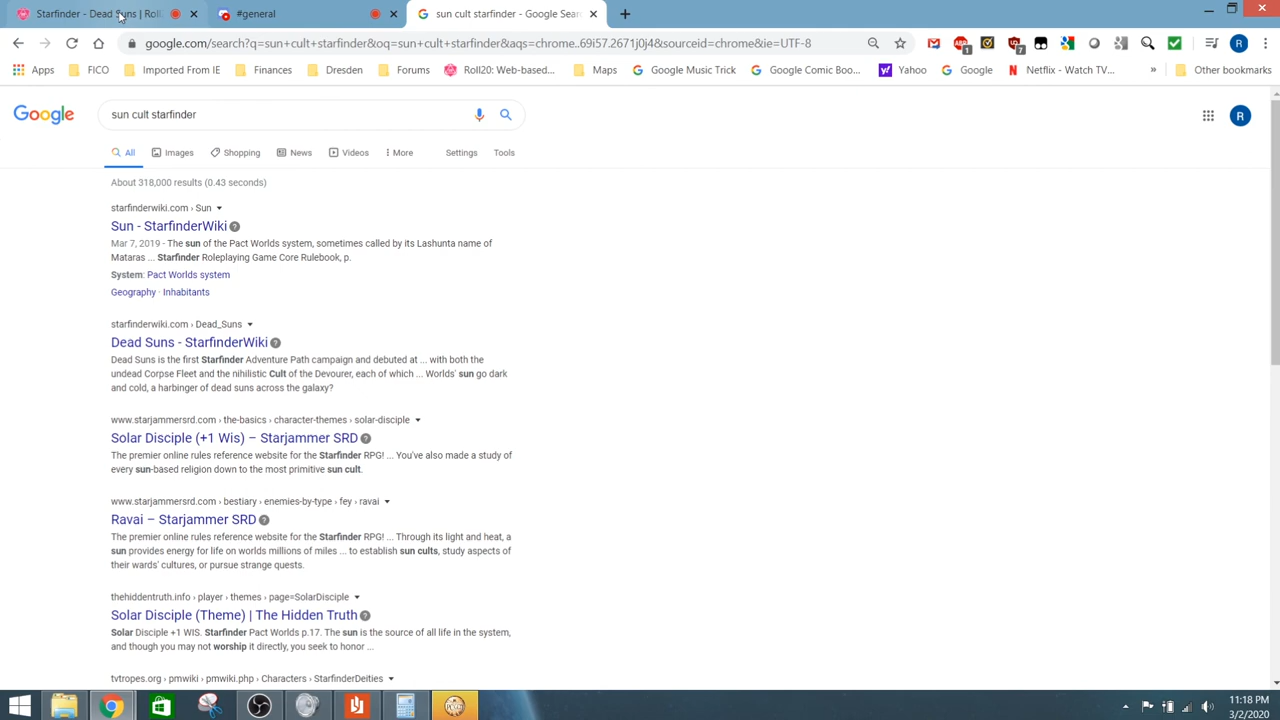 Starfinder - Dead Suns | Roll
#general
sun cult starfinder - Google Sear
google.com/search?q=sun+cult+starfinder&oq=sun+cult+starfinder&aqs=chrome..69i57.2671j0j4&sourceid=chrome&ie=UTF-8
Apps FICO Imported From IE Finances Dresden Forums Roll20: Web-based... Maps Google Music Trick Google Comic Boo... Yahoo Google Netflix - Watch TV... » Other bookmarks
Google sun cult starfinder R
All Images Shopping News Videos More Settings Tools
About 318,000 results (0.43 seconds)
starfinderwiki.com › Sun
Sun - StarfinderWiki
Mar 7, 2019 - The sun of the Pact Worlds system, sometimes called by its Lashunta name of
Mataras ... Starfinder Roleplaying Game Core Rulebook, p.
System: Pact Worlds system
Geography · Inhabitants
starfinderwiki.com › Dead_Suns
Dead Suns - StarfinderWiki
Dead Suns is the first Starfinder Adventure Path campaign and debuted at ... with both the
undead Corpse Fleet and the nihilistic Cult of the Devourer, each of which ... Worlds' sun go dark
and cold, a harbinger of dead suns across the galaxy?
www.starjammersrd.com › the-basics › character-themes › solar-disciple
Solar Disciple (+1 Wis) – Starjammer SRD
The premier online rules reference website for the Starfinder RPG! ... You've also made a study of
every sun-based religion down to the most primitive sun cult.
www.starjammersrd.com › bestiary › enemies-by-type › fey › ravai
Ravai – Starjammer SRD
The premier online rules reference website for the Starfinder RPG! ... Through its light and heat, a
sun provides energy for life on worlds millions of miles ... to establish sun cults, study aspects of
their wards' cultures, or pursue strange quests.
thehiddentruth.info › player › themes › page=SolarDisciple
Solar Disciple (Theme) | The Hidden Truth
Solar Disciple +1 WIS. Starfinder Pact Worlds p.17. The sun is the source of all life in the system,
and though you may not worship it directly, you seek to honor ...
tvtropes.org › pmwiki › pmwiki.php › Characters › StarfinderDeities
11:18 PM
3/2/2020